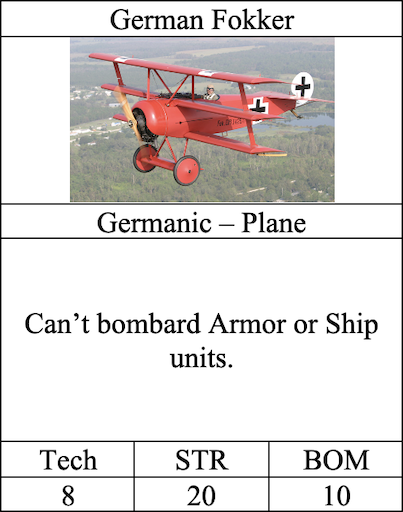 German Fokker
Germanic – Plane
Can’t bombard Armor or Ship
units.
Tech STR BOM
8 20 10